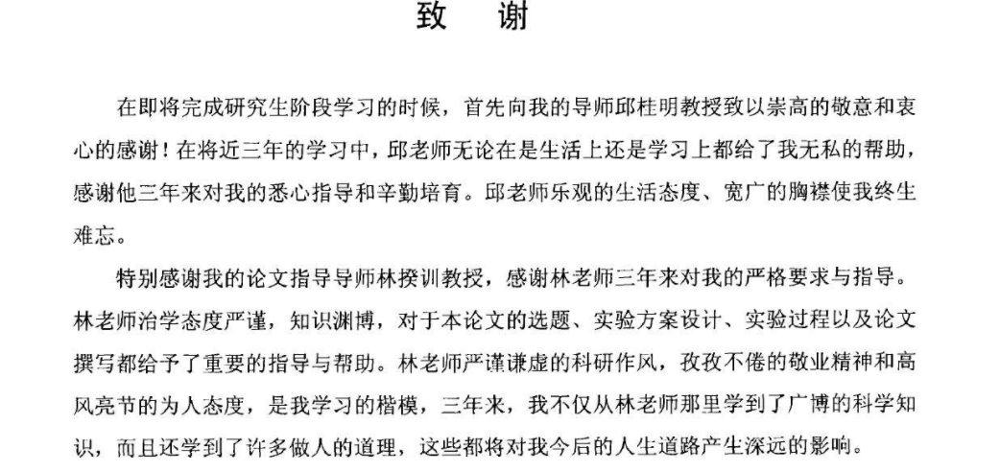 致 谢
在即将完成研究生阶段学习的时候，首先向我的导师邱桂明教授致以崇高的敬意和衷
心的感谢！在将近三年的学习中，邱老师无论在是生活上还是学习上都给了我无私的帮助，
感谢他三年来对我的悉心指导和辛勤培育。邱老师乐观的生活态度、宽广的胸襟使我终生
难忘。
特别感谢我的论文指导导师林揆训教授，感谢林老师三年来对我的严格要求与指导。
林老师治学态度严谨，知识渊博，对于本论文的选题、实验方案设计、实验过程以及论文
撰写都给予了重要的指导与帮助。林老师严谨谦虚的科研作风，孜孜不倦的敬业精神和高
风亮节的为人态度，是我学习的楷模，三年来，我不仅从林老师那里学到了广博的科学知
识，而且还学到了许多做人的道理，这些都将对我今后的人生道路产生深远的影响。